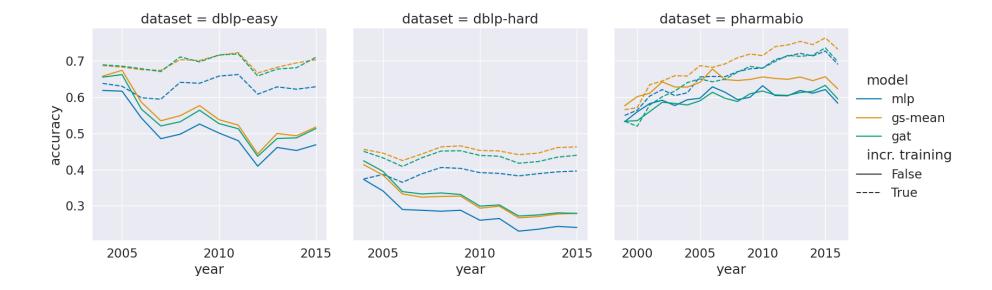 dataset = dblp-easy
dataset = dblp-hard
dataset = pharmabio
accuracy
0.7
0.6
0.5
0.4
0.3
2005
2010
2015
year
2005
2010
2015
year
2000
2005
2010
2015
year
model
mlp
gs-mean
gat
incr. training
False
True